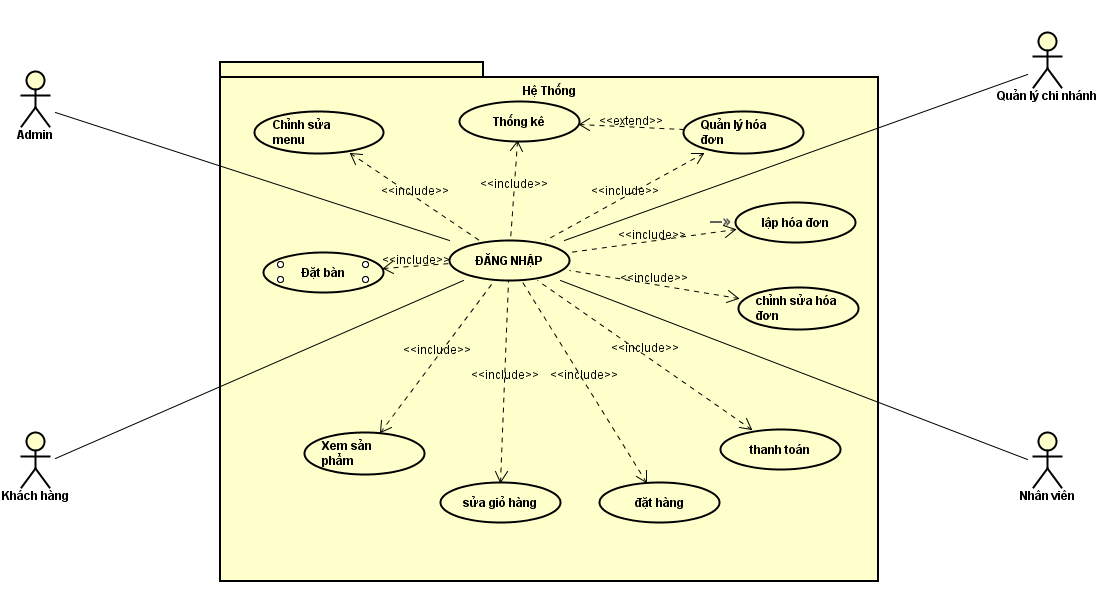 Hệ Thống
Admin
Quản lý chi nhánh
Chỉnh sửa
menu
Thống kê
<<extend>>
Quản lý hóa
đơn
<<include>>
<<include>>
<<include>>
lập hóa đơn
<<include>>
ĐĂNG NHẬP
<<include>>
Đặt bàn
<<include>>
chỉnh sửa hóa
đơn
<<include>>
<<include>>
<<include>>
<<include>>
Xem sản
phẩm
thanh toán
sửa giỏ hàng
đặt hàng
Khách hàng
Nhân viên